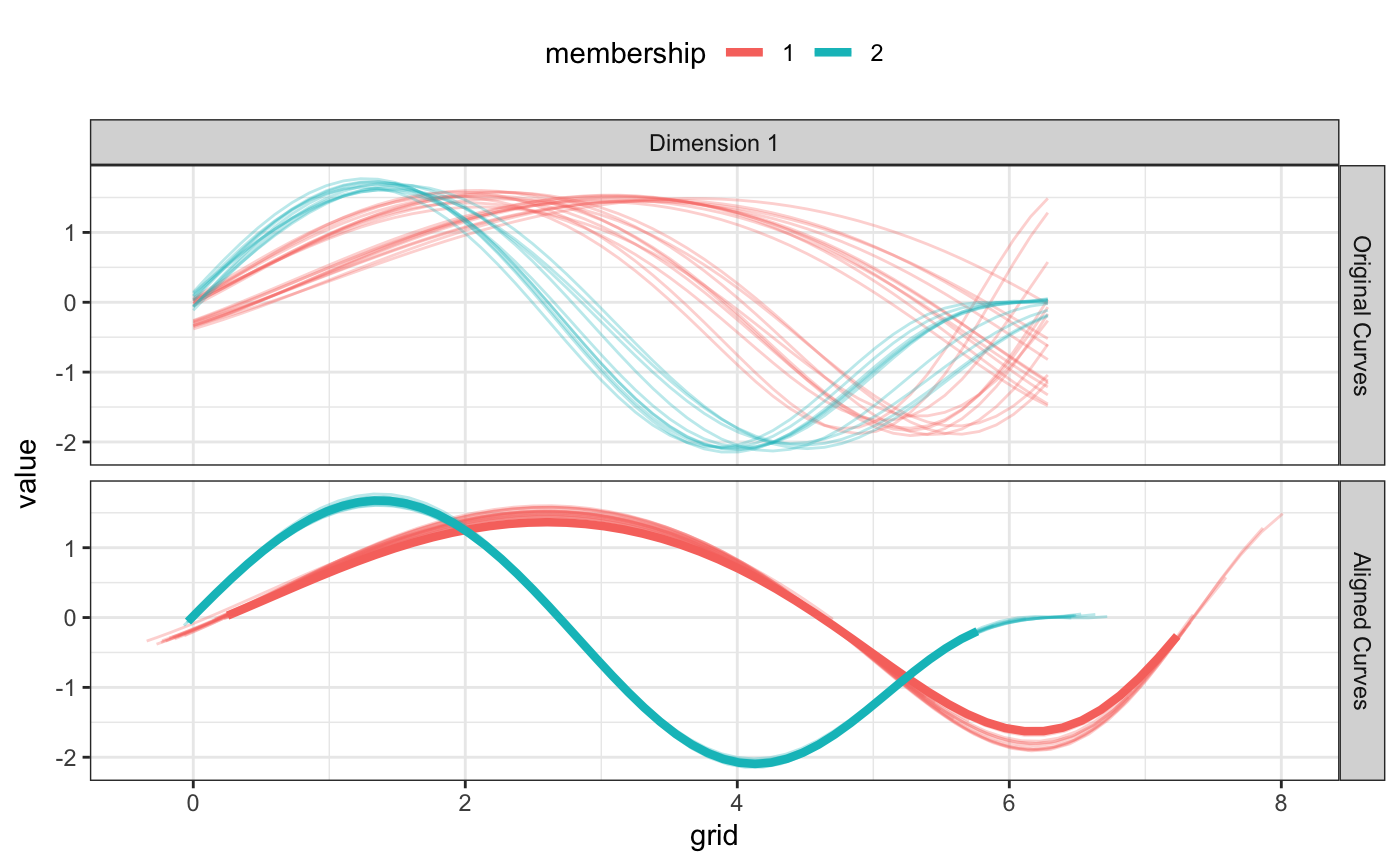 membership 1 2
Dimension 1
Original Curves
1
0
-1
-2
value
Aligned Curves
1
0
-1
-2
0 2 4 6 8
grid